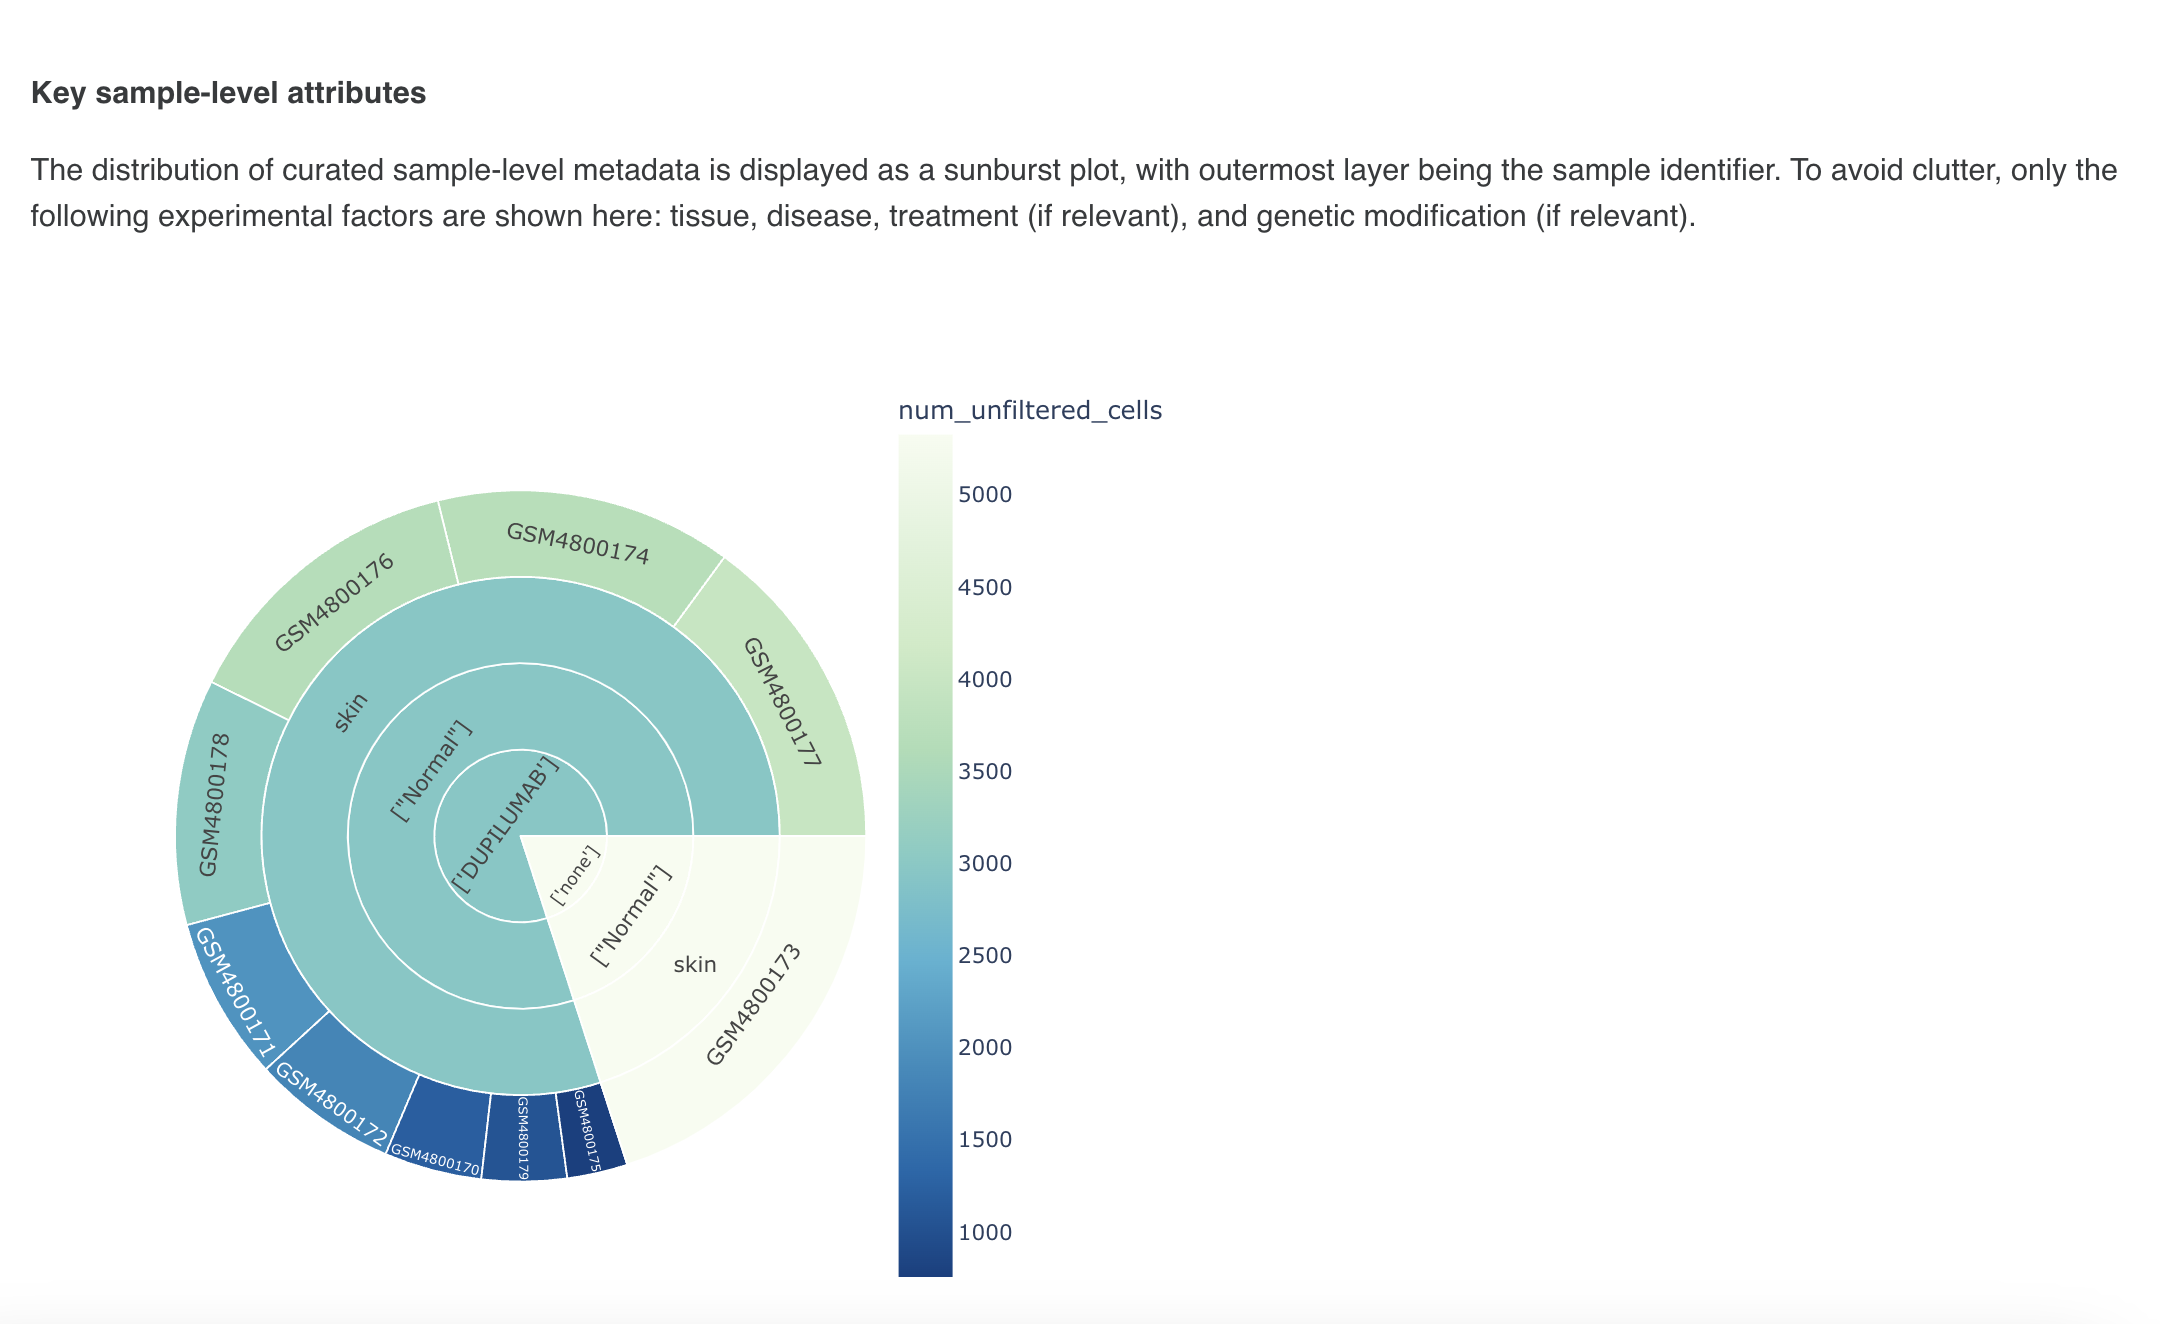 Key sample-level attributes
The distribution of curated sample-level metadata is displayed as a sunburst plot, with outermost layer being the sample identifier. To avoid clutter, only the
following experimental factors are shown here: tissue, disease, treatment (if relevant), and genetic modification (if relevant).
num_unfiltered_cells
5000
4500
4000
3500
3000
2500
2000
1500
1000
GSM4800174
GSM4800176
GSM4800177
GSM4800178
skin
["Normal"]
['DUPILUMAB']
['none']
["Normal"]
skin
GSM4800173
GSM4800171
GSM4800172
GSM4800170
GSM4800179
GSM4800175